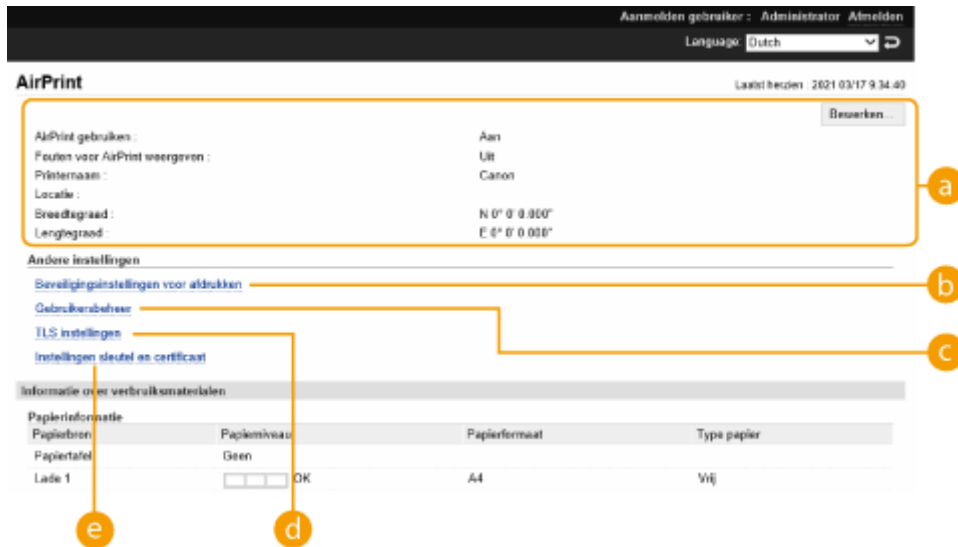 Aanmelden gebruiker : Administrator Afmelden
Language: Dutch
AirPrint
Laatst herzien : 2021 03/17 9:34:40
Bewerken...
AirPrint gebruiken : Aan
Fouten voor AirPrint weergeven : Uit
Printernaam : Canon
Locatie :
Breedtegraad : N 0° 0' 0.000"
Lengtegraad : E 0° 0' 0.000"
a
Andere instellingen
Beveiligingsinstellingen voor afdrukken
b
Gebruikersbeheer
TLS instellingen
c
Instellingen sleutel en certificaat
Informatie over verbruiksmaterialen
Papierinformatie
Papierbron Papierniveau Papierformaat Type papier
Papiertafel Geen
Lade 1 OK A4 Vrij
e d